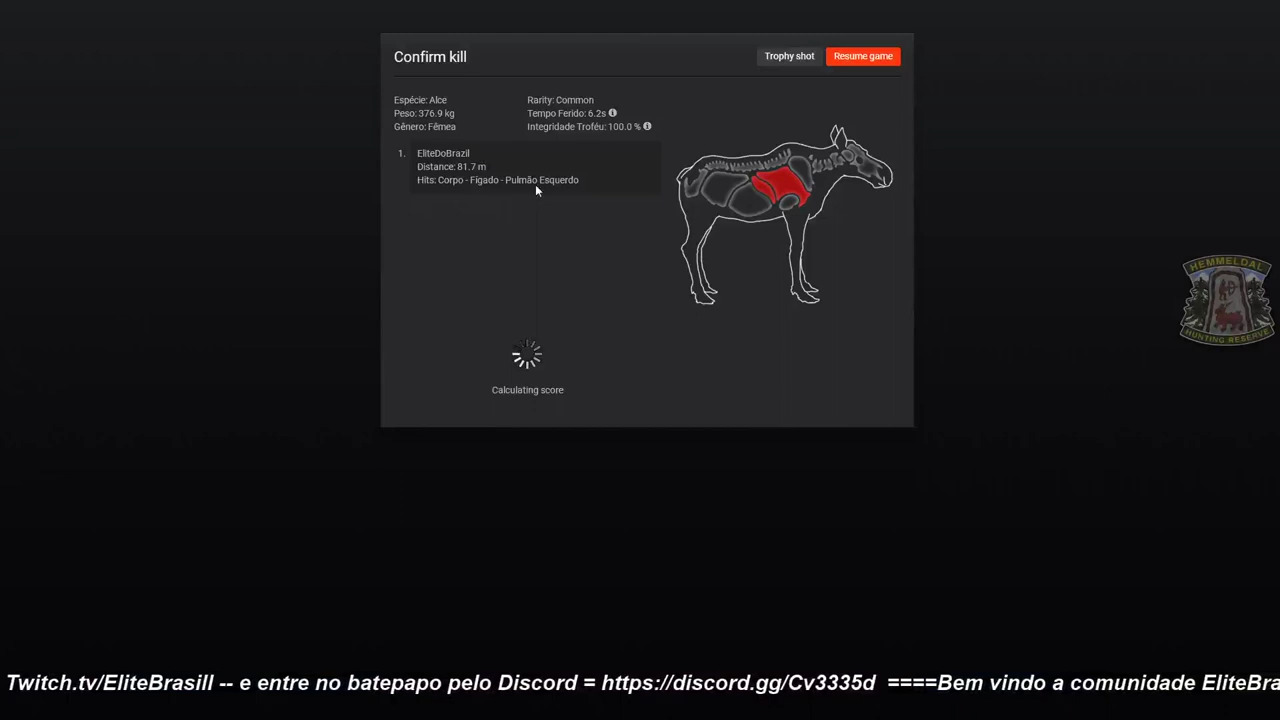 Confirm kill
Trophy shot
Resume game
Espécie: Alce
Rarity: Common
Peso: 376.9 kg
Tempo Ferido: 6.2s
Gênero: Fêmea
Integridade Troféu: 100.0 %
1.
EliteDoBrazil
Distance: 81.7 m
Hits: Corpo - Fígado - Pulmão Esquerdo
Calculating score
HEMMELDAL
HUNTING RESERVE
Twitch.tv/EliteBrasill -- e entre no batepapo pelo Discord = https://discord.gg/Cv3335d ====Bem vindo a comunidade EliteBra